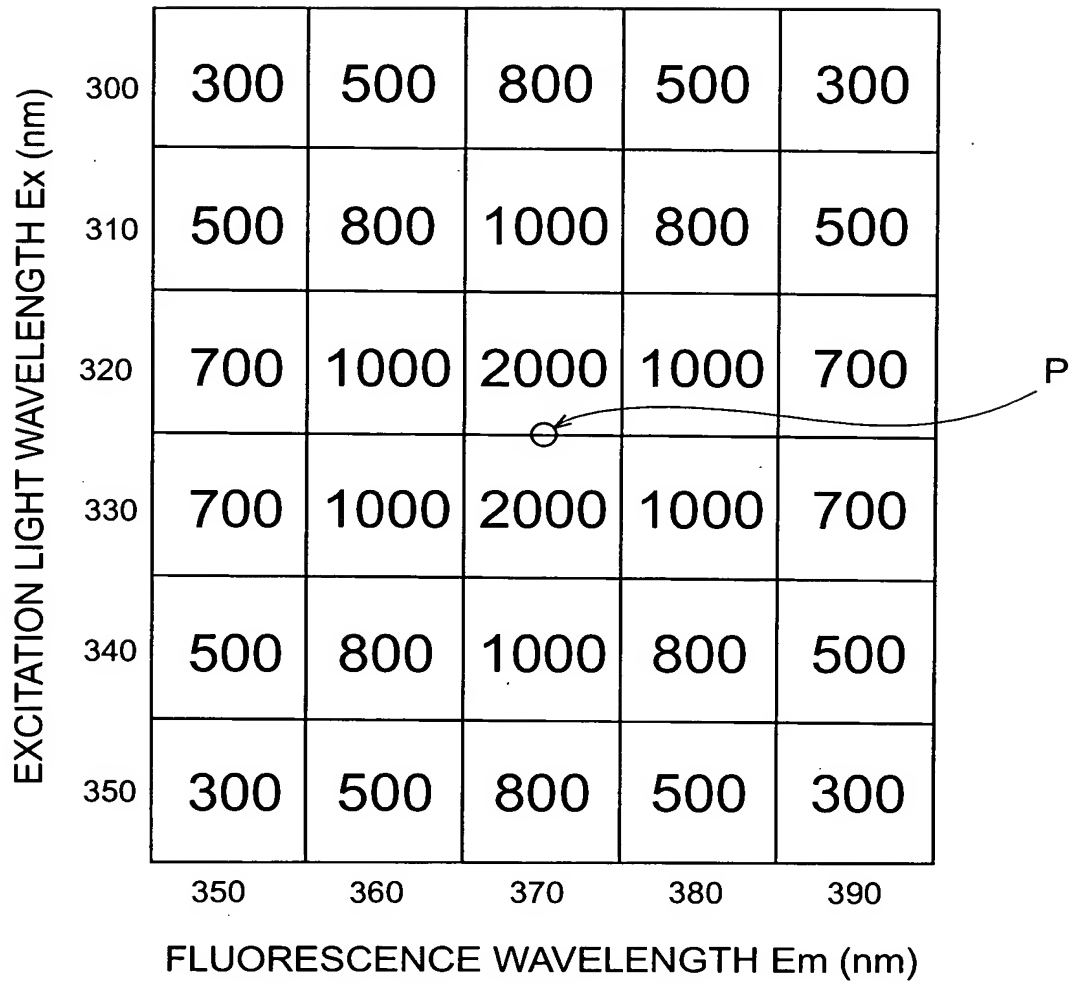 EXCITATION LIGHT WAVELENGTH Ex (nm)
300 300 500 800 500 300
310 500 800 1000 800 500
320 700 1000 2000 1000 700
P
330 700 1000 2000 1000 700
340 500 800 1000 800 500
350 300 500 800 500 300
350 360 370 380 390
FLUORESCENCE WAVELENGTH Em (nm)